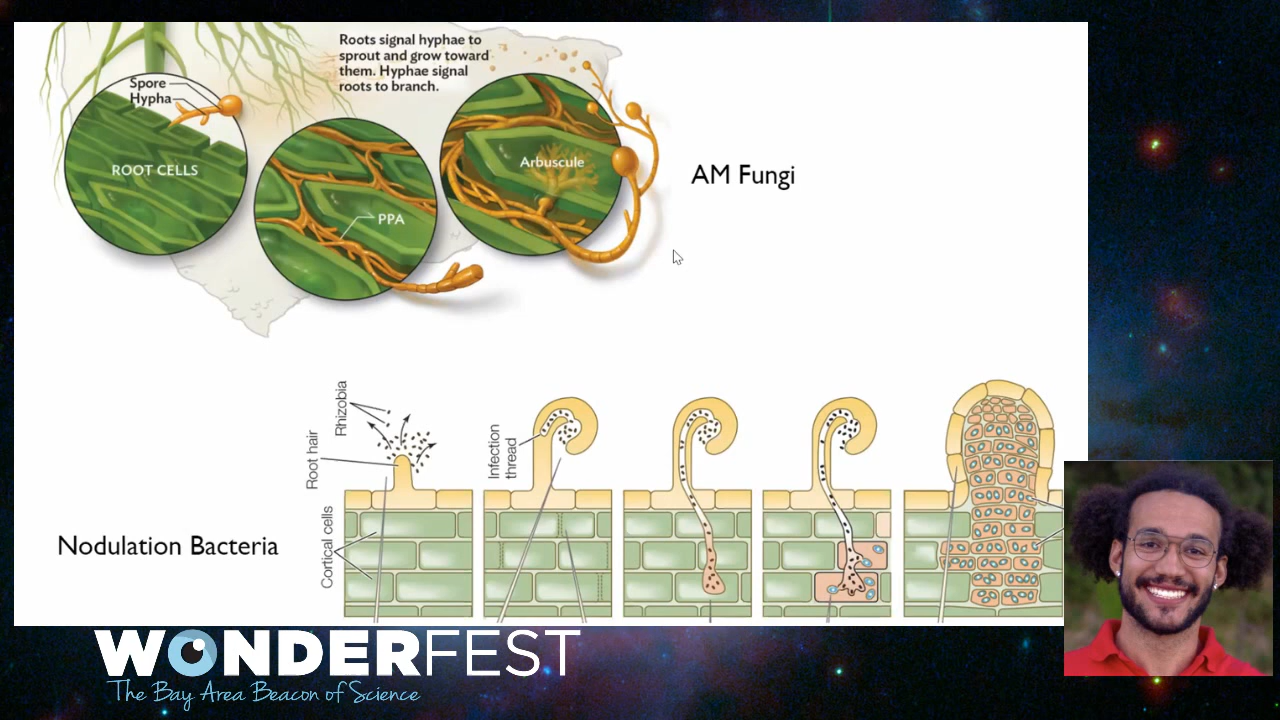 Roots signal hyphae to
sprout and grow toward
them. Hyphae signal
roots to branch.
Spore
Hypha
ROOT CELLS
PPA
Arbuscule
AM Fungi
Rhizobia
Root hair
Infection
thread
Cortical cells
Nodulation Bacteria
WONDERFEST
The Bay Area Beacon of Science